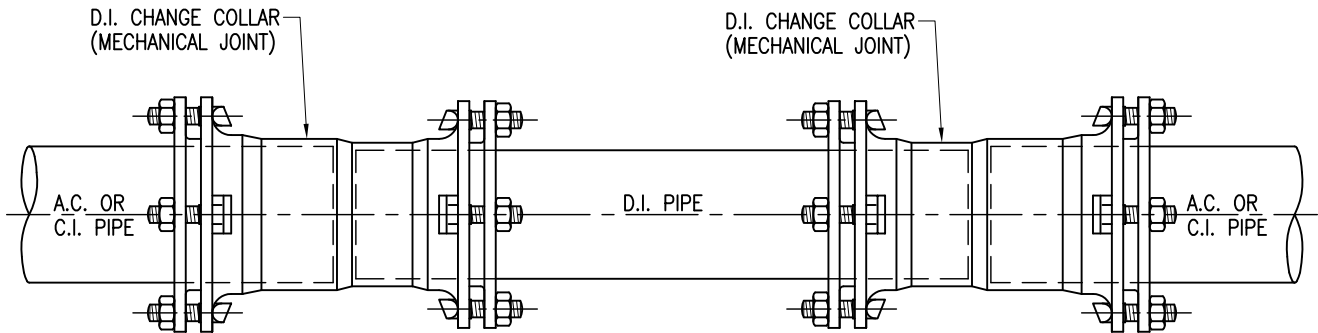 D.I. CHANGE COLLAR
(MECHANICAL JOINT)
D.I. CHANGE COLLAR
(MECHANICAL JOINT)
A.C. OR
C.I. PIPE
D.I. PIPE
A.C. OR
C.I. PIPE